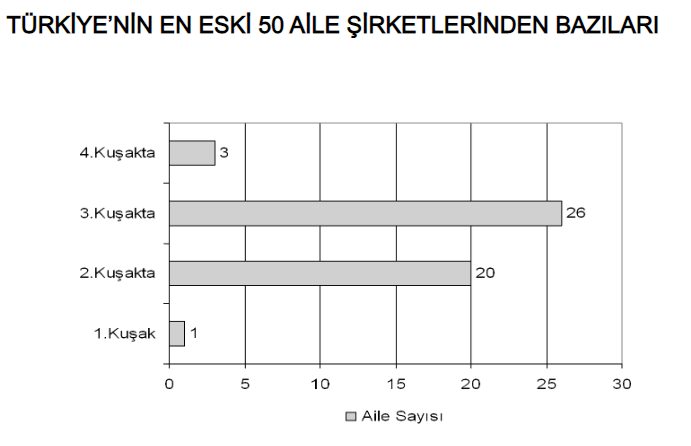 TÜRKİYE’NİN EN ESKİ 50 AİLE ŞİRKETLERİNDEN BAZILARI
4.Kuşakta 3
3.Kuşakta 26
2.Kuşakta 20
1.Kuşak 1
0 5 10 15 20 25 30
Aile Sayısı